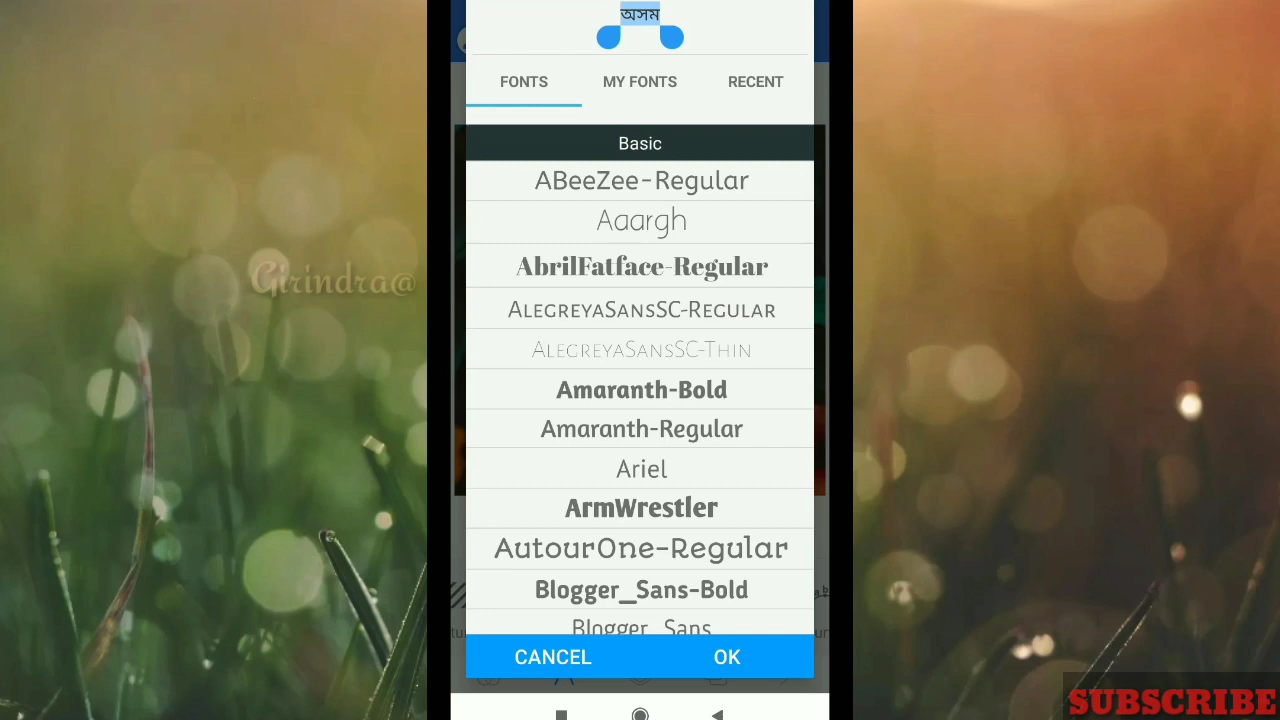 অসম
FONTS MY FONTS RECENT
Basic
ABeeZee-Regular
Aaargh
AbrilFatface-Regular
AlegreyaSansSC-Regular
AlegreyaSansSC-Thin
Amaranth-Bold
Amaranth-Regular
Ariel
ArmWrestler
AutourOne-Regular
Blogger_Sans-Bold
Blogger_Sans
CANCEL OK
Girindra@
SUBSCRIBE